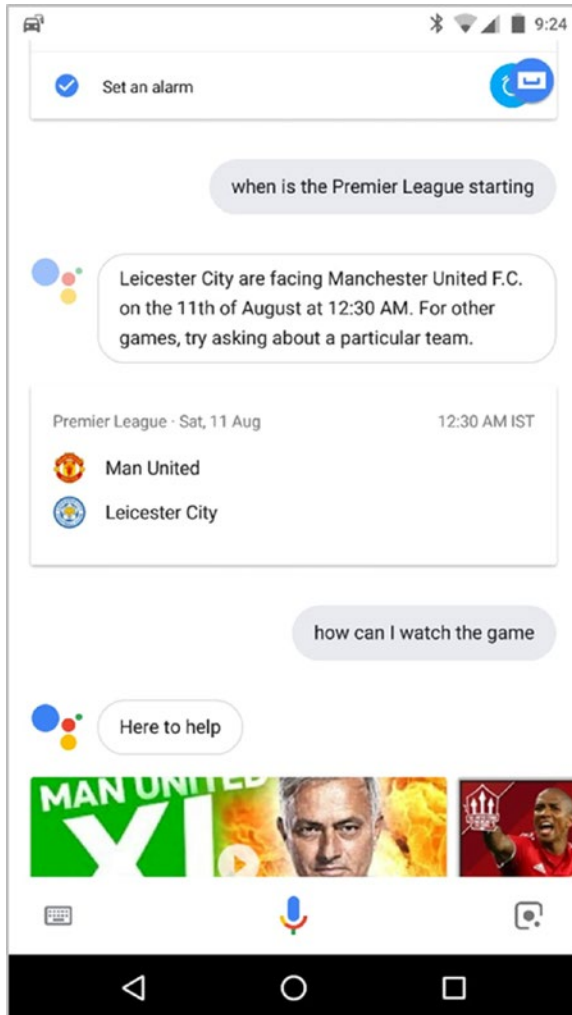 9:24
Set an alarm
when is the Premier League starting
Leicester City are facing Manchester United F.C.
on the 11th of August at 12:30 AM. For other
games, try asking about a particular team.
Premier League · Sat, 11 Aug
12:30 AM IST
Man United
Leicester City
how can I watch the game
Here to help
MAN UNITED
XI